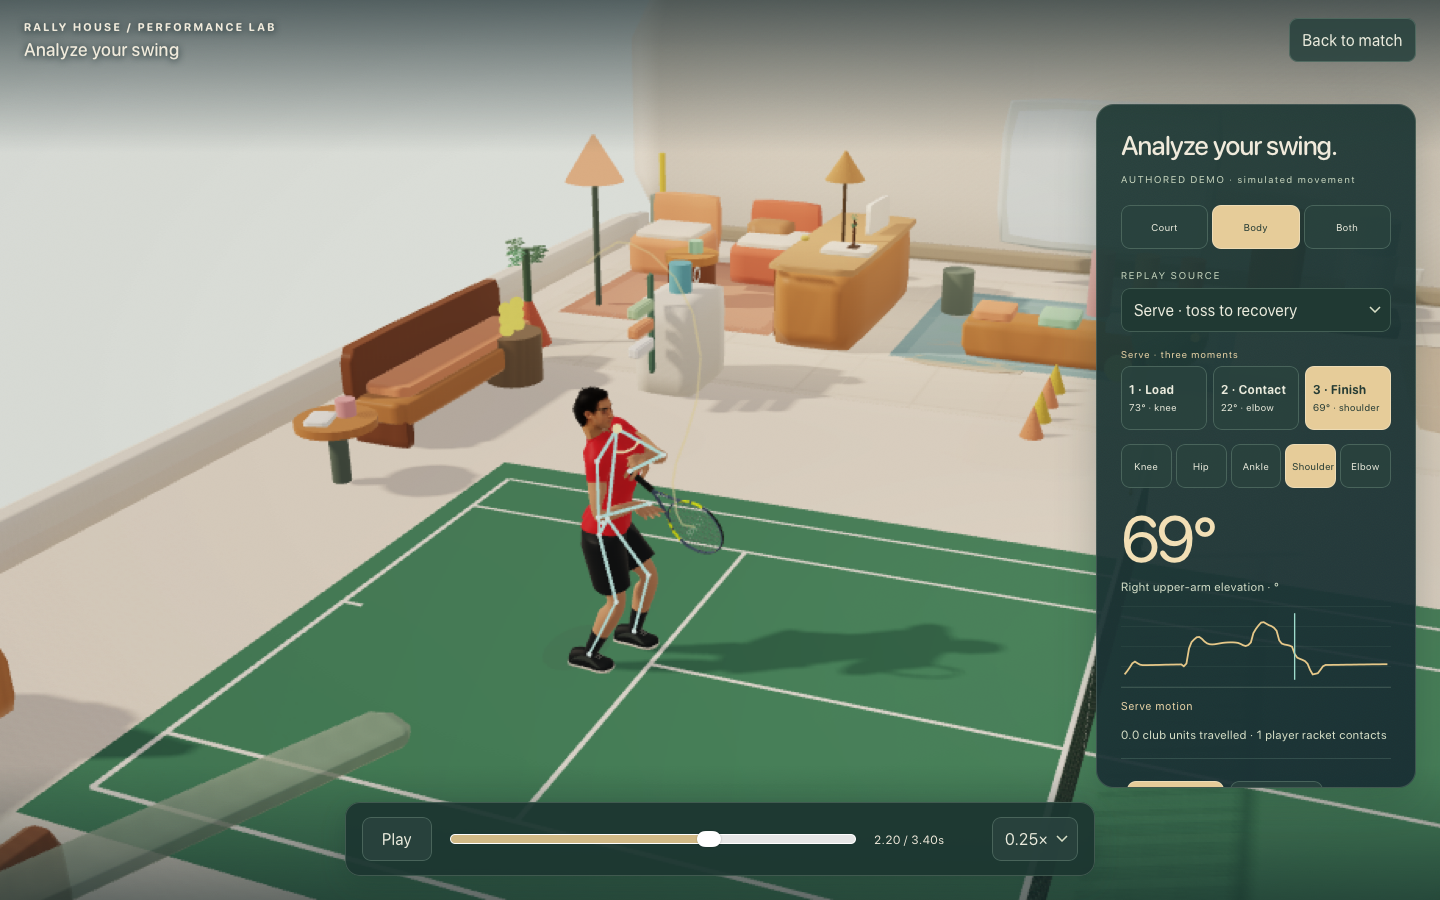 RALLY HOUSE / PERFORMANCE LAB
Analyze your swing
Back to match
Analyze your swing.
AUTHORED DEMO · simulated movement
Court
Body
Both
REPLAY SOURCE
Serve · toss to recovery
Serve · three moments
1 · Load
73° · knee
2 · Contact
22° · elbow
3 · Finish
69° · shoulder
Knee
Hip
Ankle
Shoulder
Elbow
69°
Right upper-arm elevation · °
Serve motion
0.0 club units travelled · 1 player racket contacts
Play
2.20 / 3.40s
0.25×